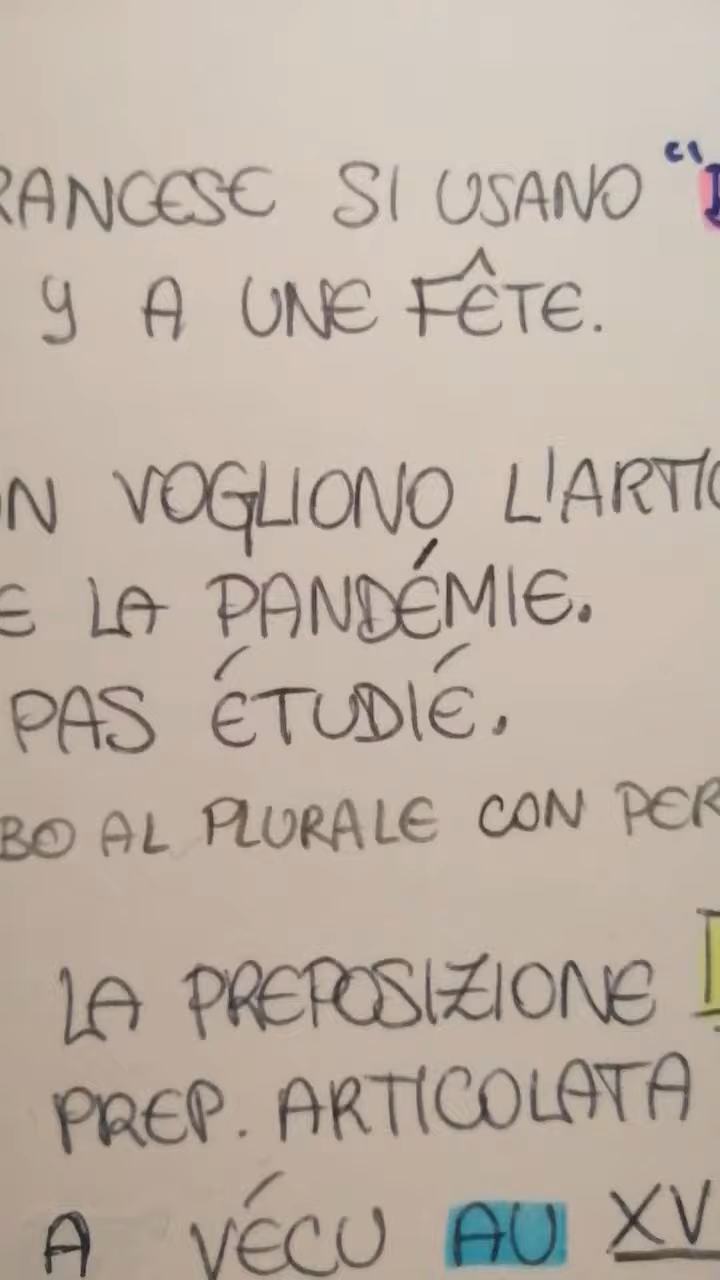 RANCESE SI USANO "
Y A UNE FÊTE.
N VOGLIONO L'ARTIC
E LA PANDÉMIE.
PAS ÉTUDIÉ.
BO AL PLURALE CON PER
LA PREPOSIZIONE
PREP. ARTICOLATA
A VÉCU AU XV